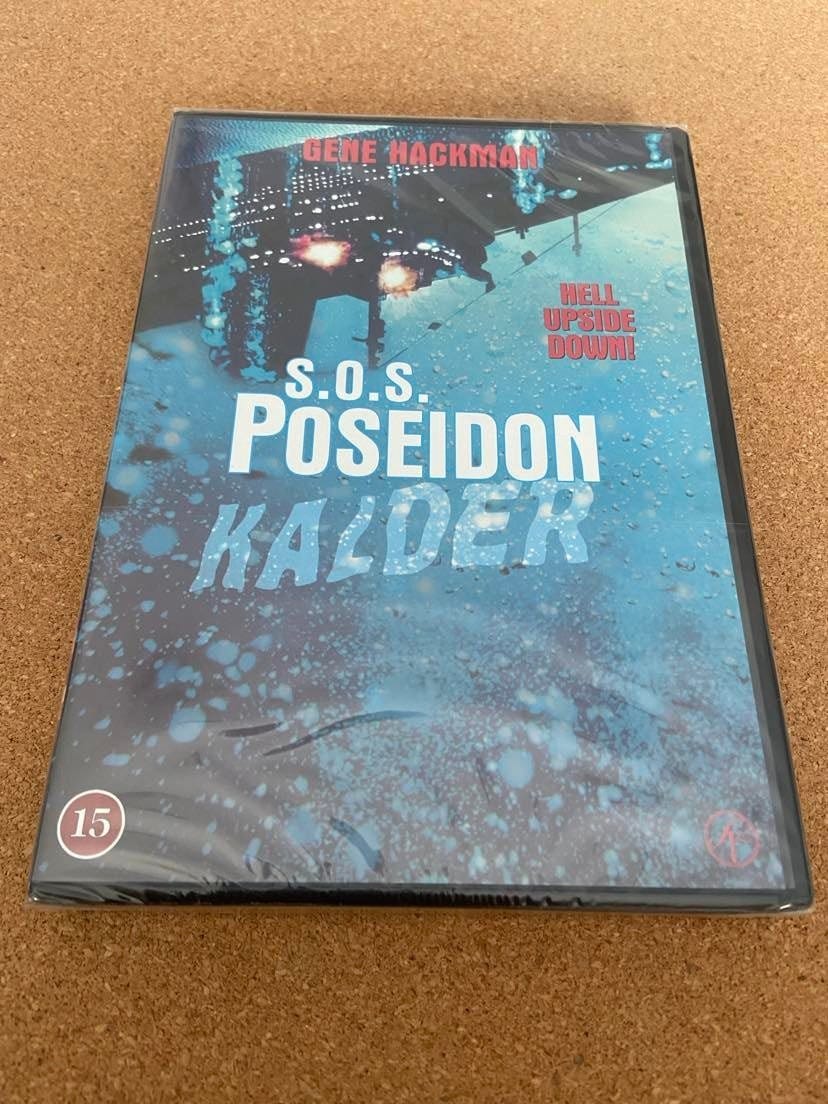 GENE HACKMAN
HELL
UPSIDE
DOWN!
S.O.S.
POSEIDON
KALDER
15